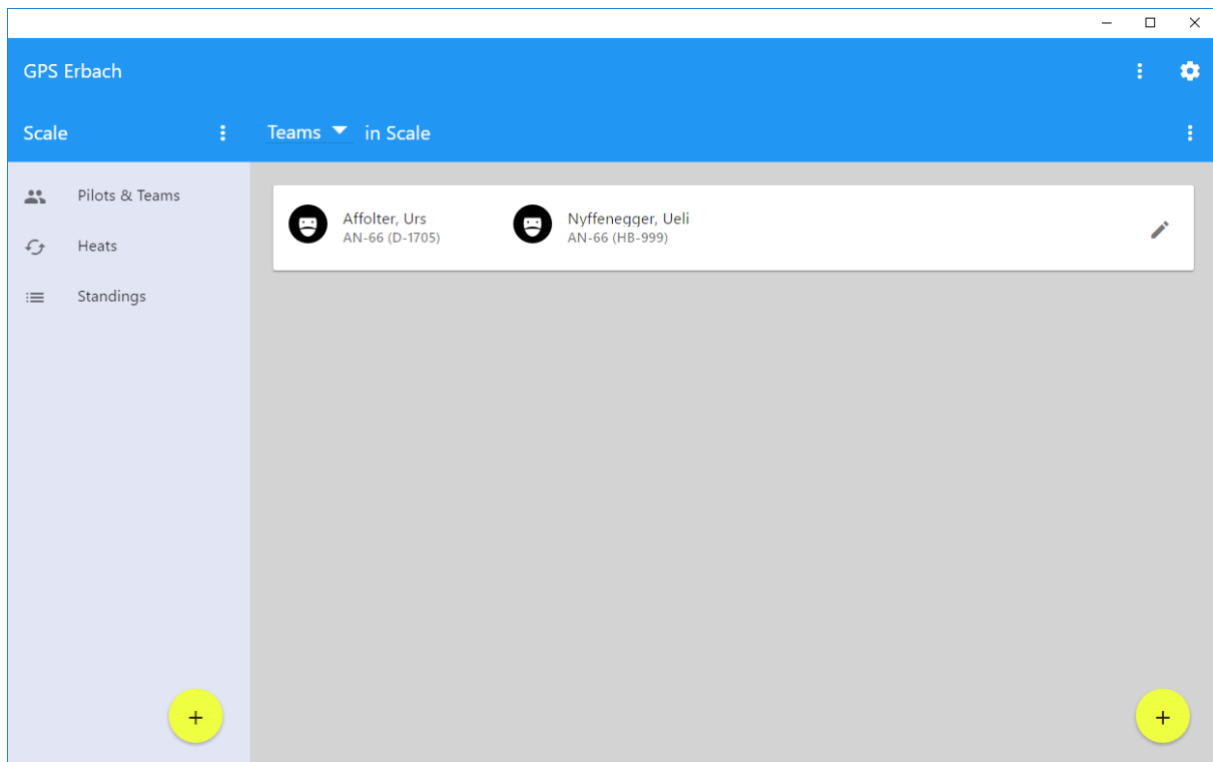 GPS Erbach
Scale
Teams in Scale
Pilots & Teams
Heats
Standings
Affolter, Urs
AN-66 (D-1705)
Nyffenegger, Ueli
AN-66 (HB-999)